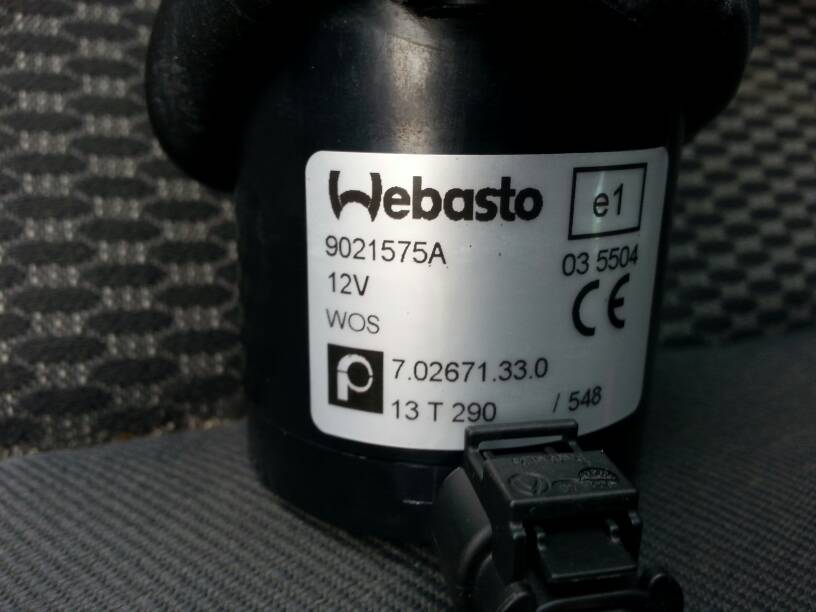 Webasto
e1
9021575A
03 5504
12V
CE
WOS
7.02671.33.0
13 T 290 / 548